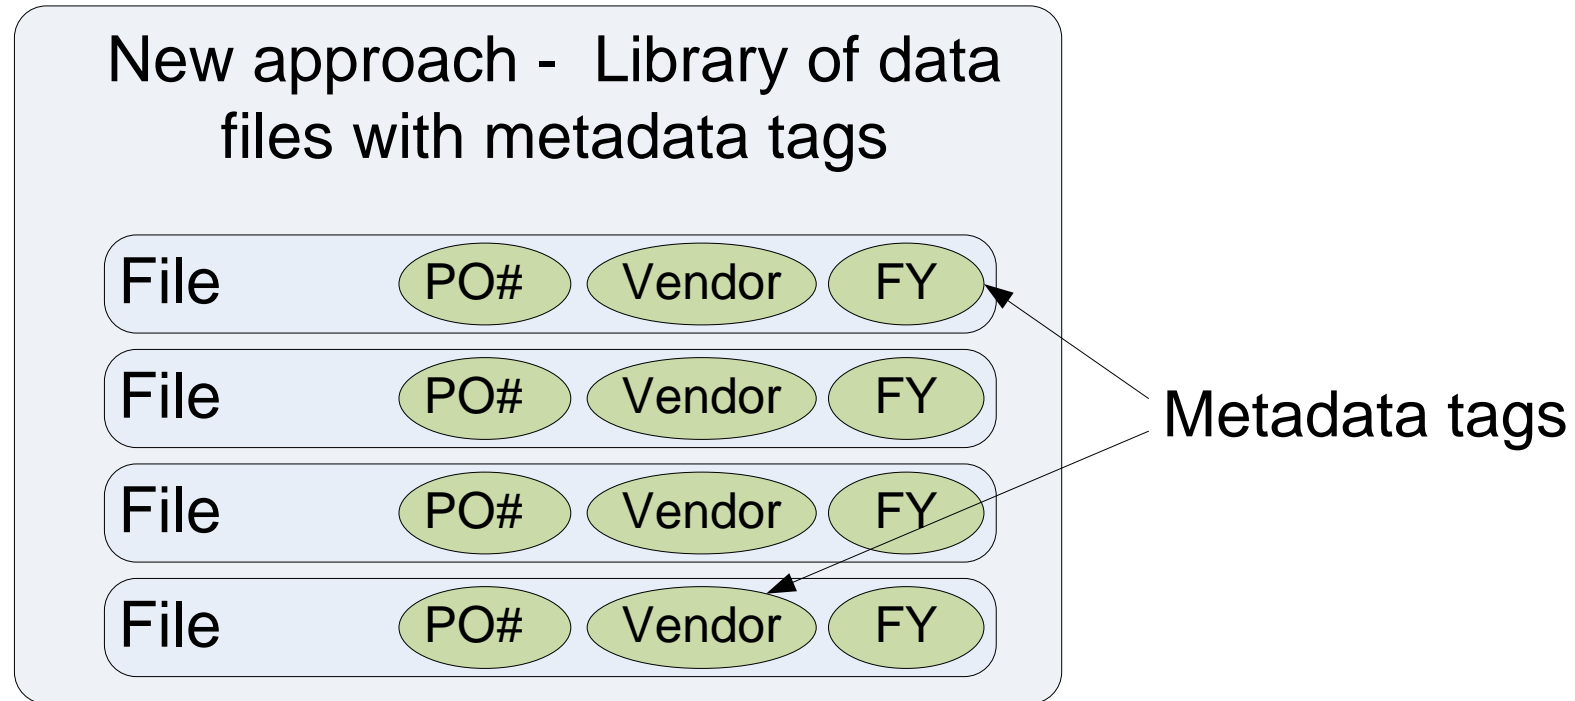 New approach -  Library of data
files with metadata tags
File PO# Vendor FY
File PO# Vendor FY
Metadata tags
File PO# Vendor FY
File PO# Vendor FY